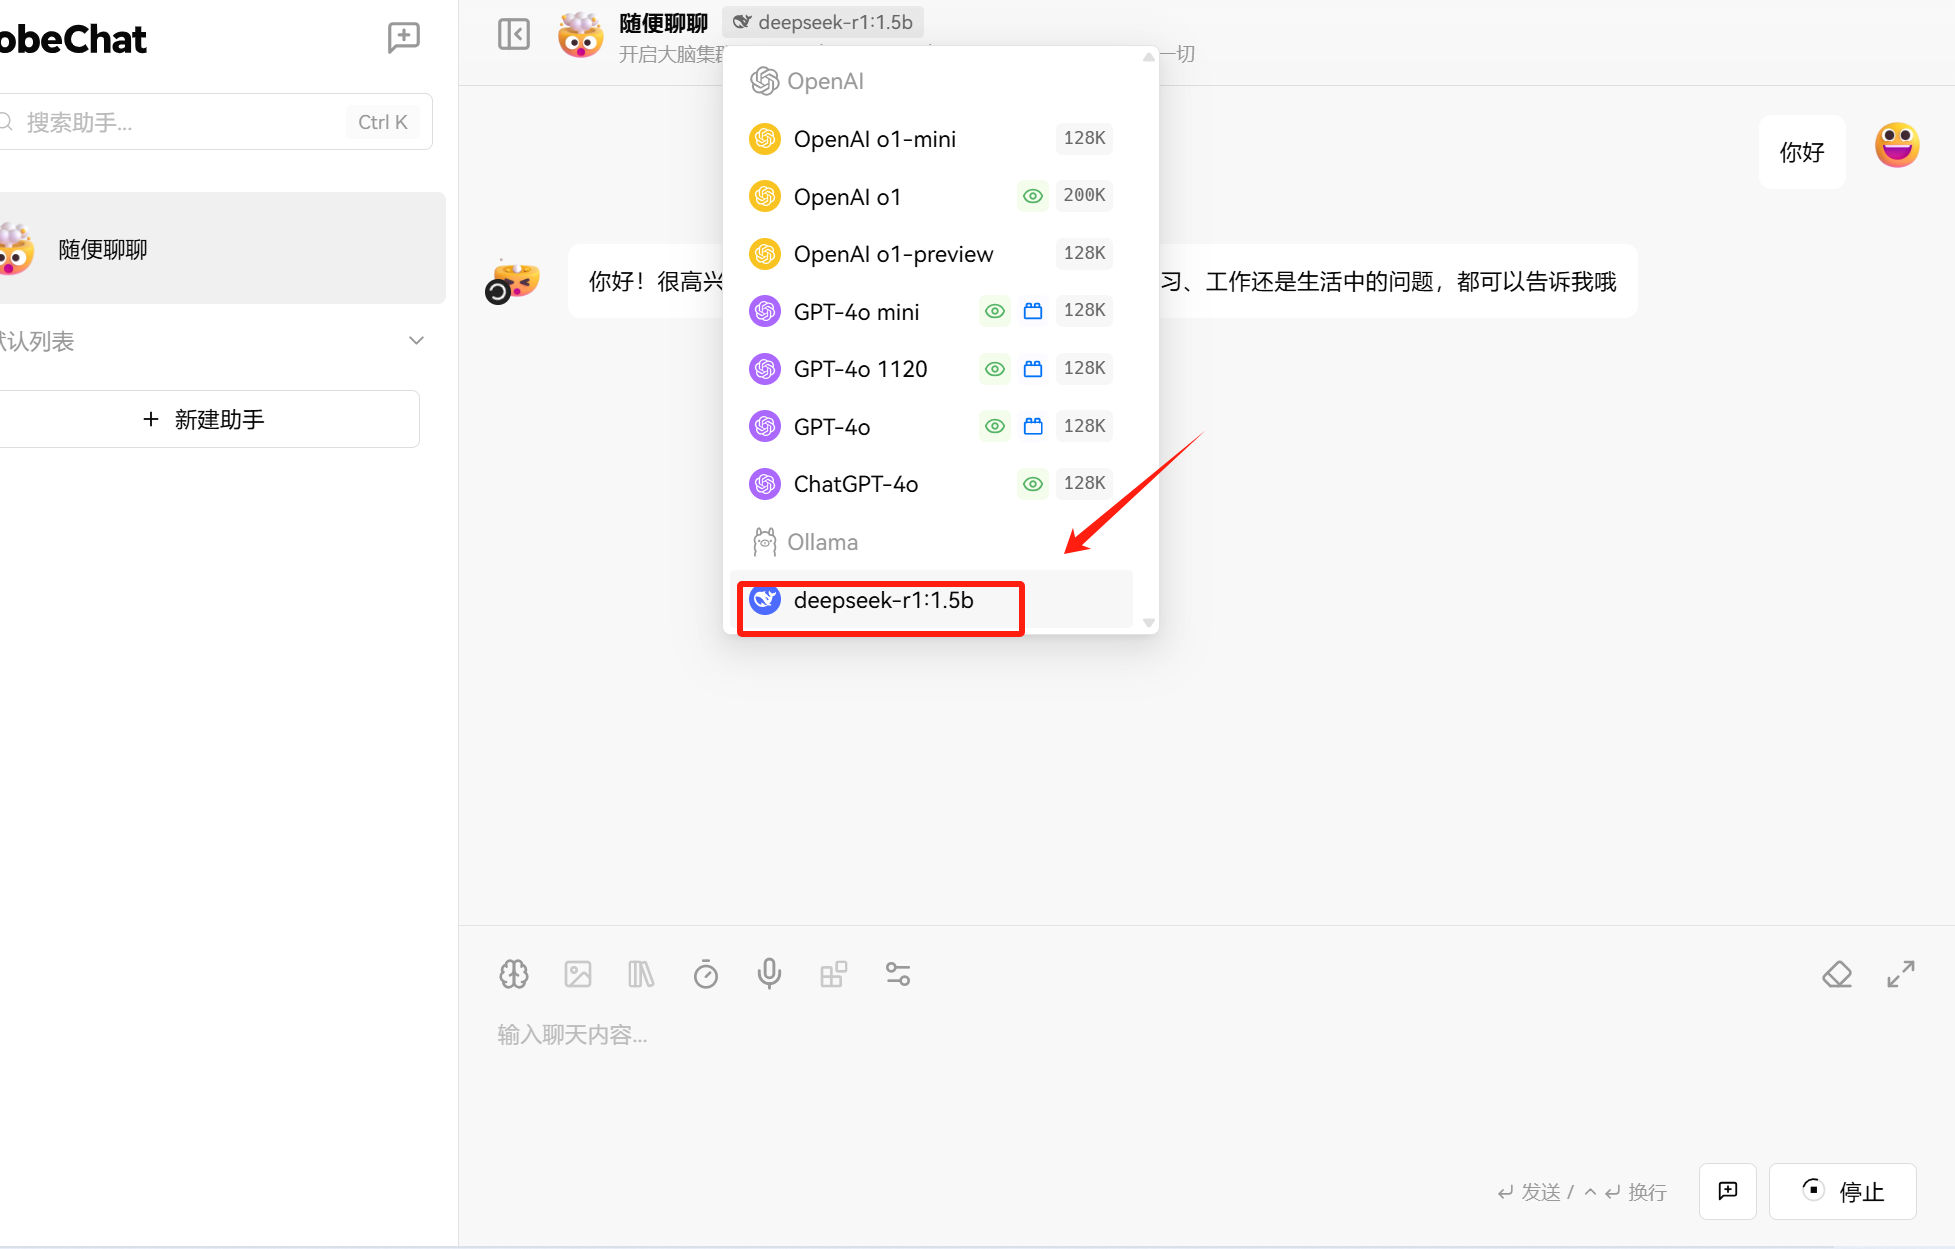 obeChat
搜索助手...
Ctrl K
随便聊聊
认列表
新建助手
随便聊聊
deepseek-r1:1.5b
开启大脑集
一切
OpenAI
OpenAI o1-mini 128K
OpenAI o1 200K
OpenAI o1-preview 128K
GPT-4o mini 128K
GPT-4o 1120 128K
GPT-4o 128K
ChatGPT-4o 128K
Ollama
deepseek-r1:1.5b
你好
你好！很高兴
习、工作还是生活中的问题，都可以告诉我哦
输入聊天内容...
发送 / 换行
停止